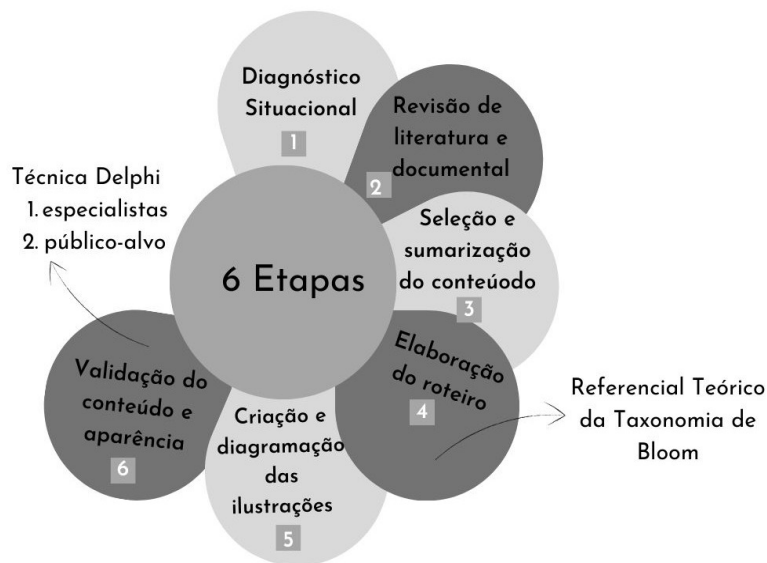 Diagnóstico
Situacional
1
Revisão de
literatura e
documental
2
Seleção e
sumarização
do conteúodo
3
Elaboração
do roteiro
4
Referencial Teórico
da Taxonomia de
Bloom
Criação e
diagramação
das
ilustrações
5
Validação do
conteúdo e
aparência
6
Técnica Delphi
1. especialistas
2. público-alvo
6 Etapas